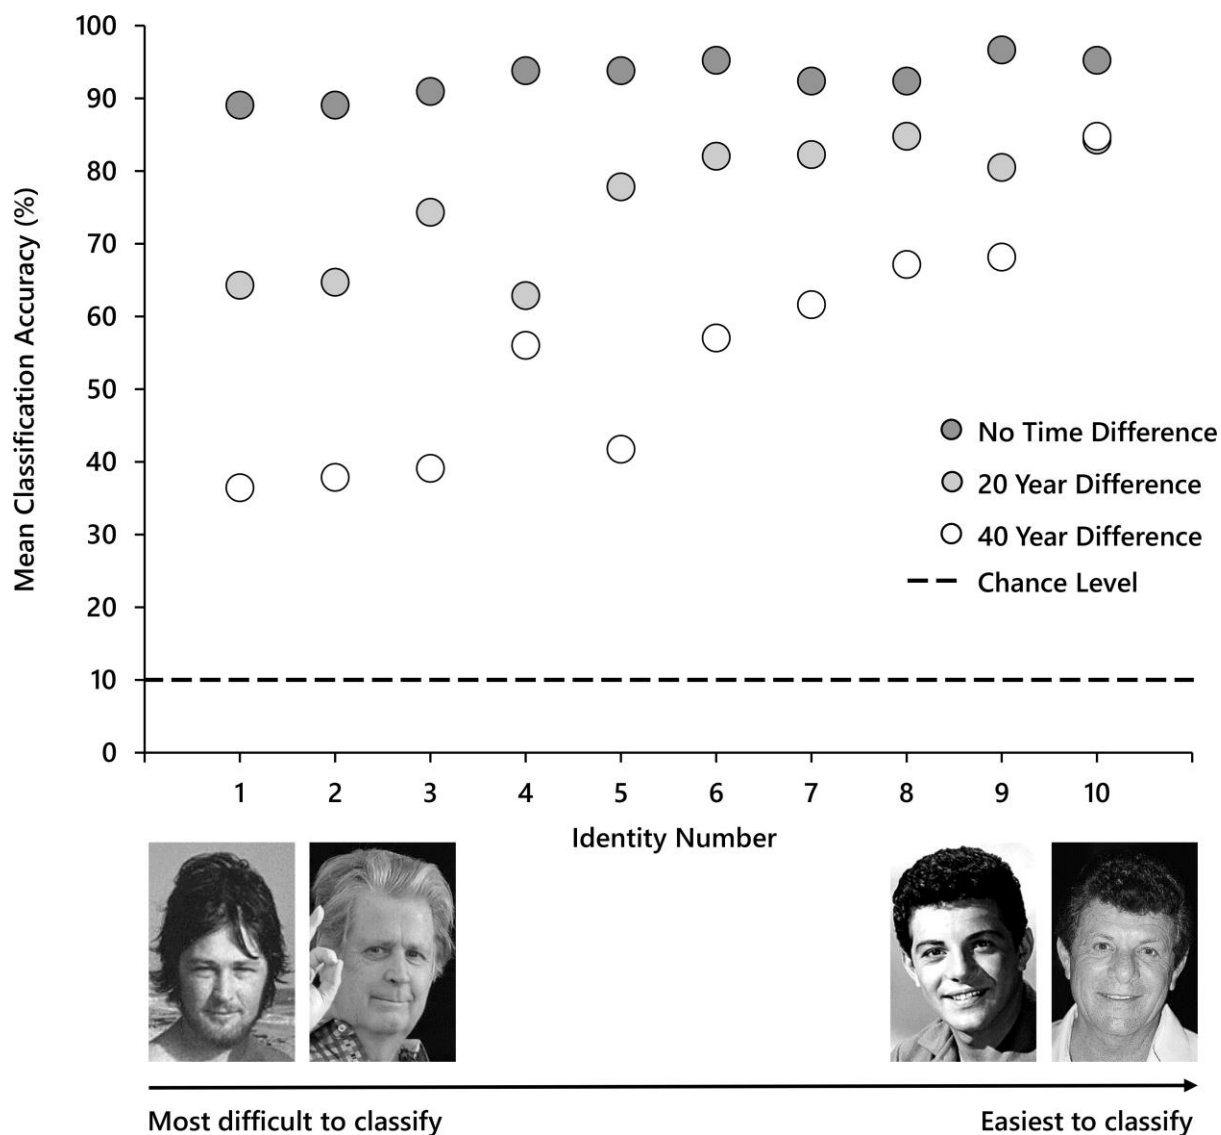 Mean Classification Accuracy (%)
100
90
80
70
60
50
40
30
20
10
0
No Time Difference
20 Year Difference
40 Year Difference
Chance Level
1 2 3 4 5 6 7 8 9 10
Identity Number
Most difficult to classify
Easiest to classify